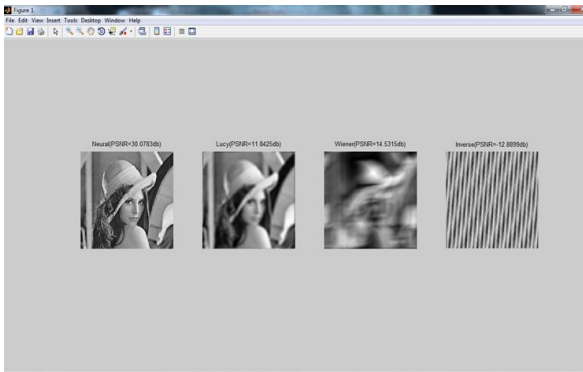 Figure 1
File Edit View Insert Tools Desktop Window Help
Neural(PSNR=30.0783db)
Lucy(PSNR=11.8425db)
Wiener(PSNR=14.5315db)
Inverse(PSNR=-12.8899db)